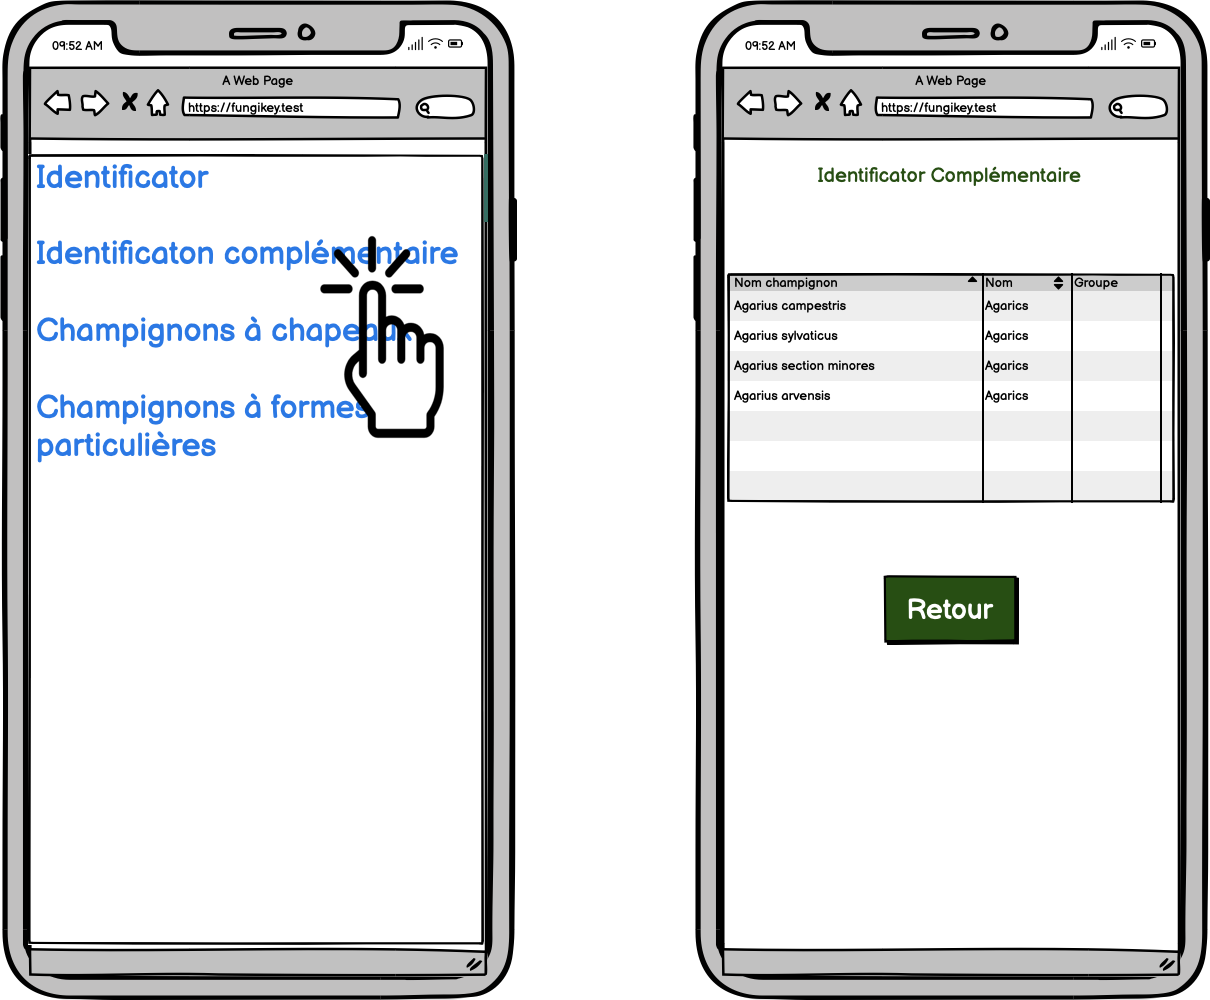 09:52 AM
A Web Page
https://fungikey.test
Identificator
Identificaton complémentaire
Champignons à chapeaux
Champignons à formes
particulières
09:52 AM
A Web Page
https://fungikey.test
Identificator Complémentaire
Nom champignon Nom Groupe
Agarius campestris Agarics
Agarius sylvaticus Agarics
Agarius section minores Agarics
Agarius arvensis Agarics
Retour